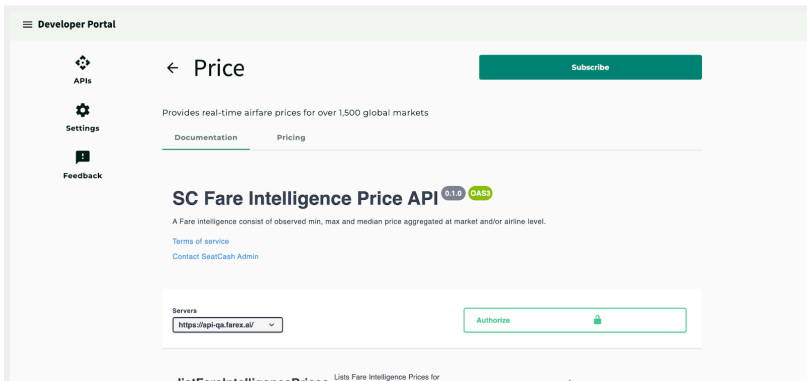 Developer Portal
APIs
Settings
Feedback
Price
Subscribe
Provides real-time airfare prices for over 1,500 global markets
Documentation Pricing
SC Fare Intelligence Price API 0.1.0 OAS3
A Fare intelligence consist of observed min, max and median price aggregated at market and/or airline level.
Terms of service
Contact SeatCash Admin
Servers
https://api-qa.farex.ai/
Authorize
listFareIntelligencePrices Lists Fare Intelligence Prices for